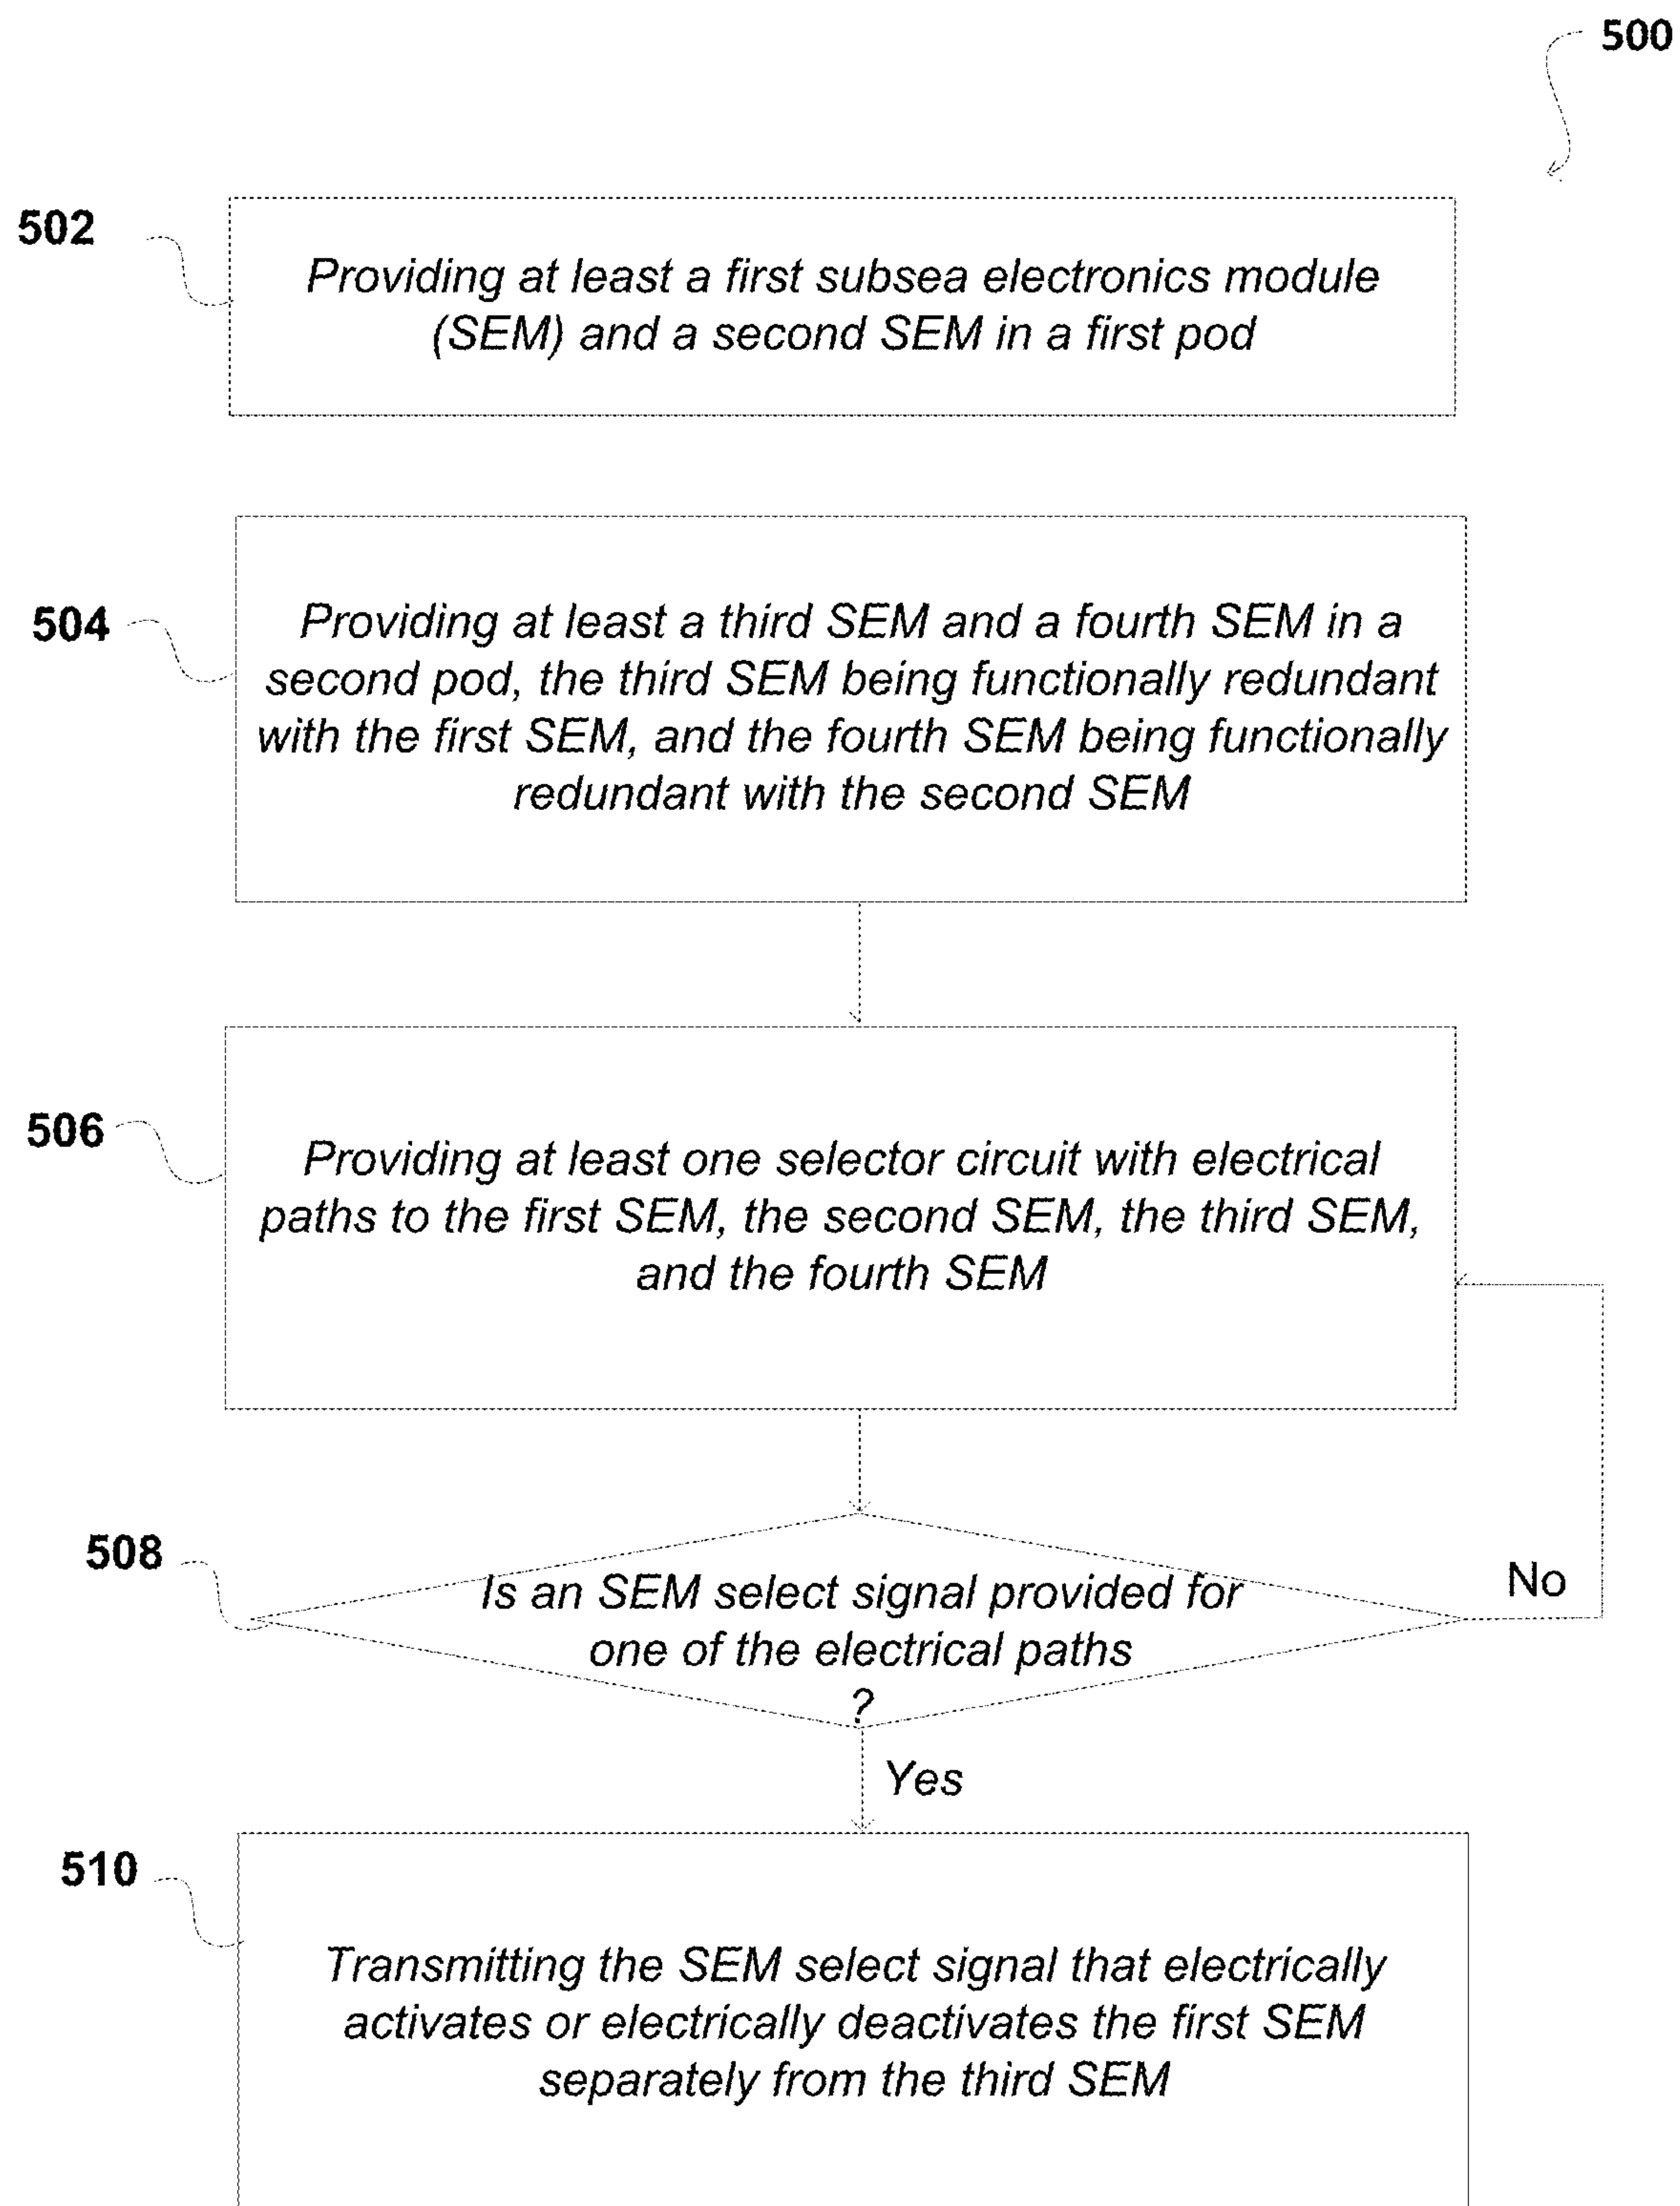 500
502
Providing at least a first subsea electronics module
(SEM) and a second SEM in a first pod
504
Providing at least a third SEM and a fourth SEM in a
second pod, the third SEM being functionally redundant
with the first SEM, and the fourth SEM being functionally
redundant with the second SEM
506
Providing at least one selector circuit with electrical
paths to the first SEM, the second SEM, the third SEM,
and the fourth SEM
508
Is an SEM select signal provided for
one of the electrical paths
?
No
Yes
510
Transmitting the SEM select signal that electrically
activates or electrically deactivates the first SEM
separately from the third SEM